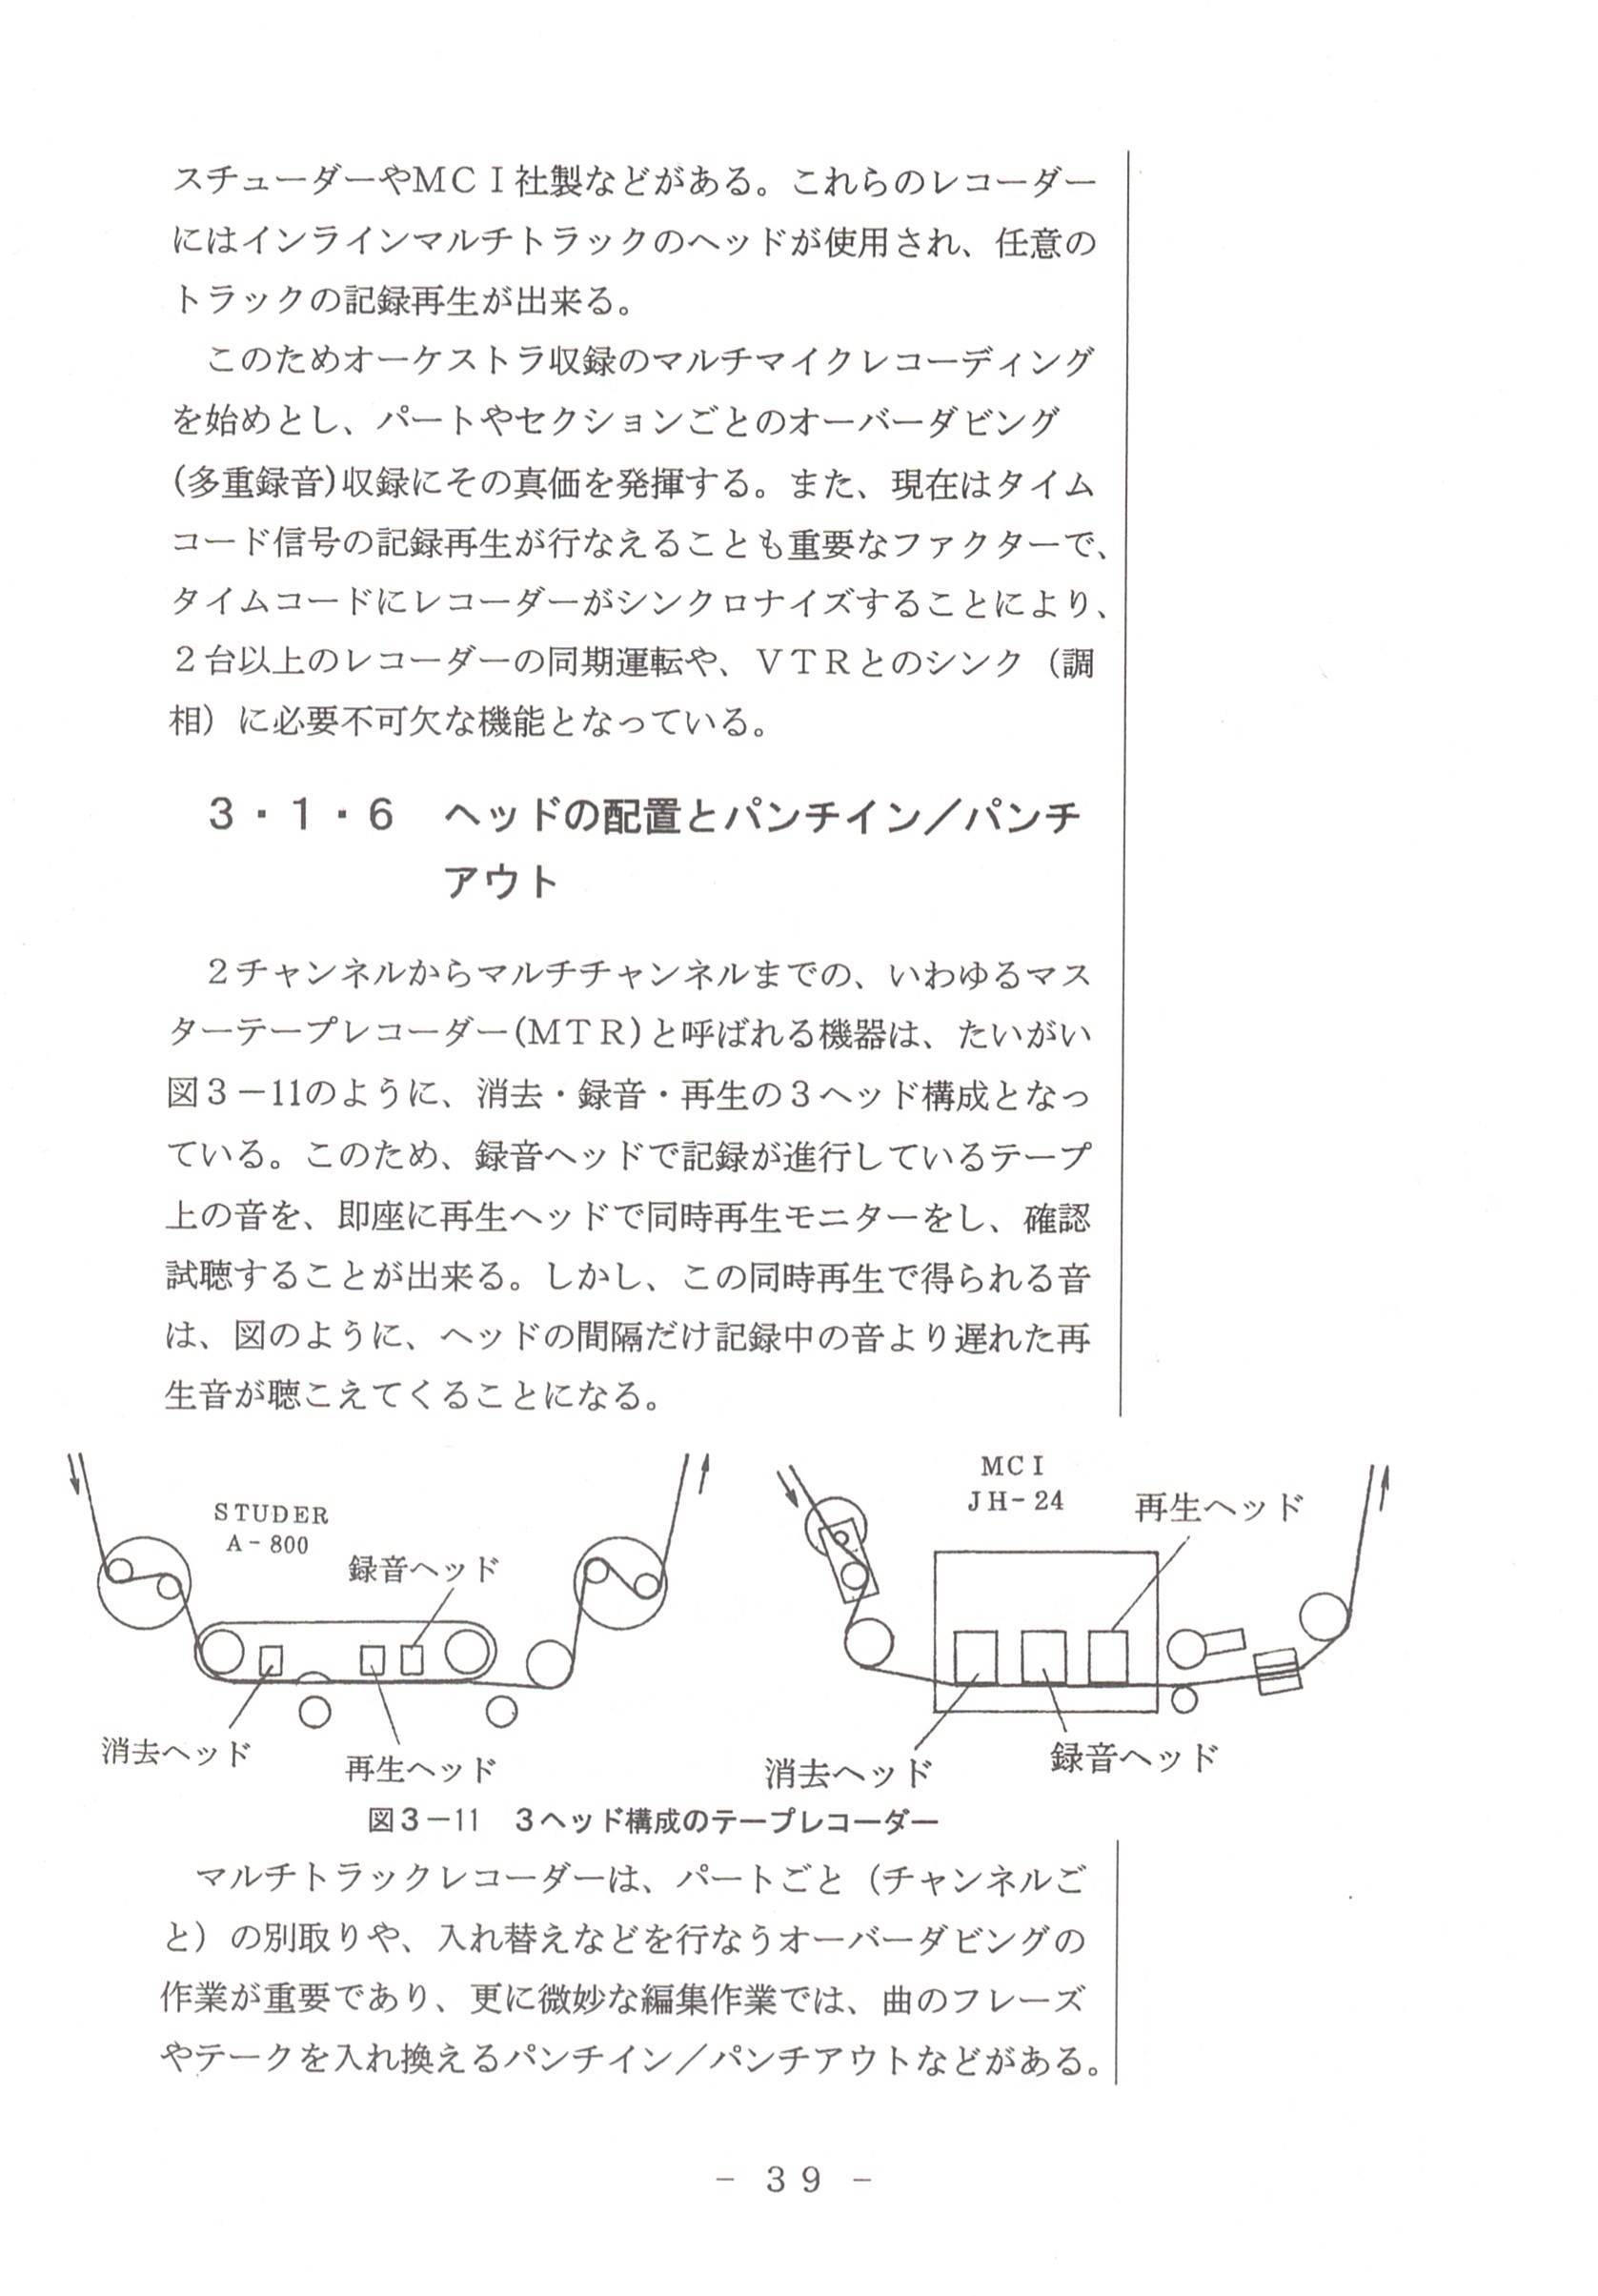 スチューダーやMCI社製などがある。これらのレコーダー
にはインラインマルチトラックのヘッドが使用され、任意の
トラックの記録再生が出来る。
このためオーケストラ収録のマルチマイクレコーディング
を始めとし、パートやセクションごとのオーバーダビング
(多重録音)収録にその真価を発揮する。また、現在はタイム
コード信号の記録再生が行なえることも重要なファクターで、
タイムコードにレコーダーがシンクロナイズすることにより、
2台以上のレコーダーの同期運転や、VTRとのシンク（調
相）に必要不可欠な機能となっている。
3・1・6　ヘッドの配置とパンチイン／パンチ
アウト
2チャンネルからマルチチャンネルまでの、いわゆるマス
ターテープレコーダー(MTR)と呼ばれる機器は、たいがい
図3－11のように、消去・録音・再生の3ヘッド構成となっ
ている。このため、録音ヘッドで記録が進行しているテープ
上の音を、即座に再生ヘッドで同時再生モニターをし、確認
試聴することが出来る。しかし、この同時再生で得られる音
は、図のように、ヘッドの間隔だけ記録中の音より遅れた再
生音が聴こえてくることになる。
STUDER
A-800
録音ヘッド
消去ヘッド
再生ヘッド
MCI
JH-24
再生ヘッド
消去ヘッド
録音ヘッド
図3－11　3ヘッド構成のテープレコーダー
マルチトラックレコーダーは、パートごと（チャンネルご
と）の別取りや、入れ替えなどを行なうオーバーダビングの
作業が重要であり、更に微妙な編集作業では、曲のフレーズ
やテークを入れ換えるパンチイン／パンチアウトなどがある。
－ 39 －